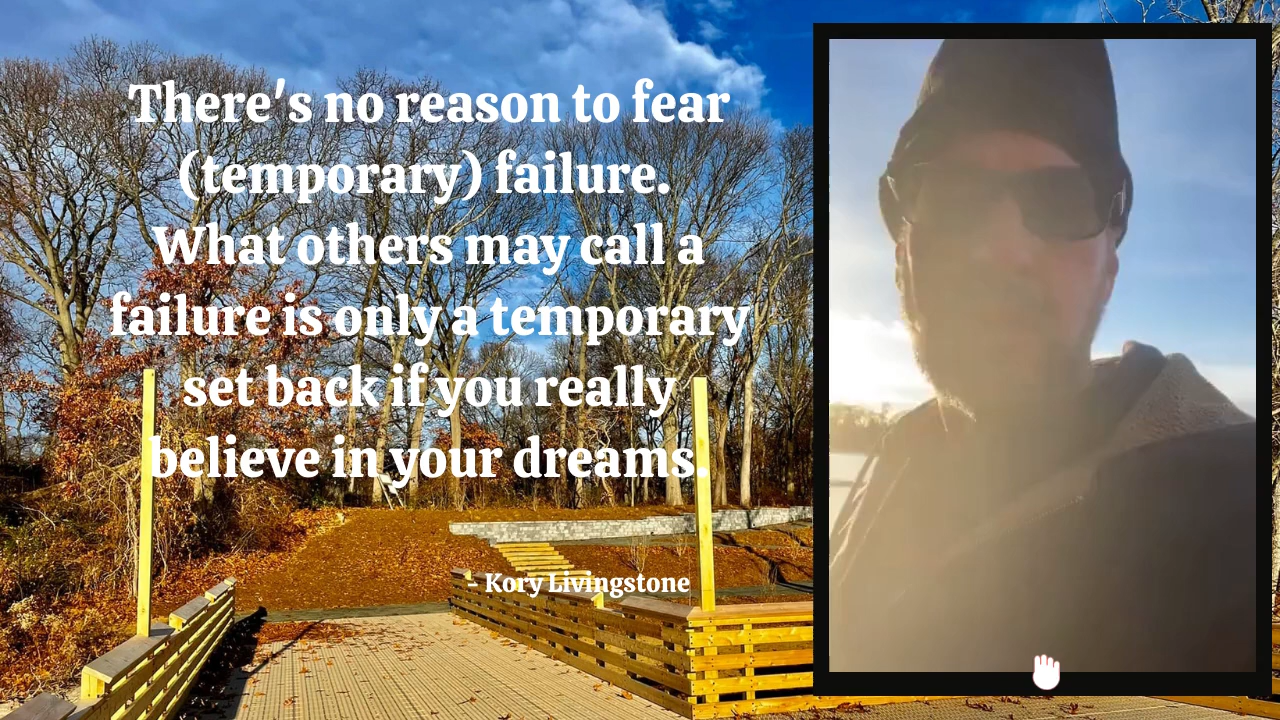 There's no reason to fear
(temporary) failure.
What others may call a
failure is only a temporary
set back if you really
believe in your dreams.
- Kory Livingstone